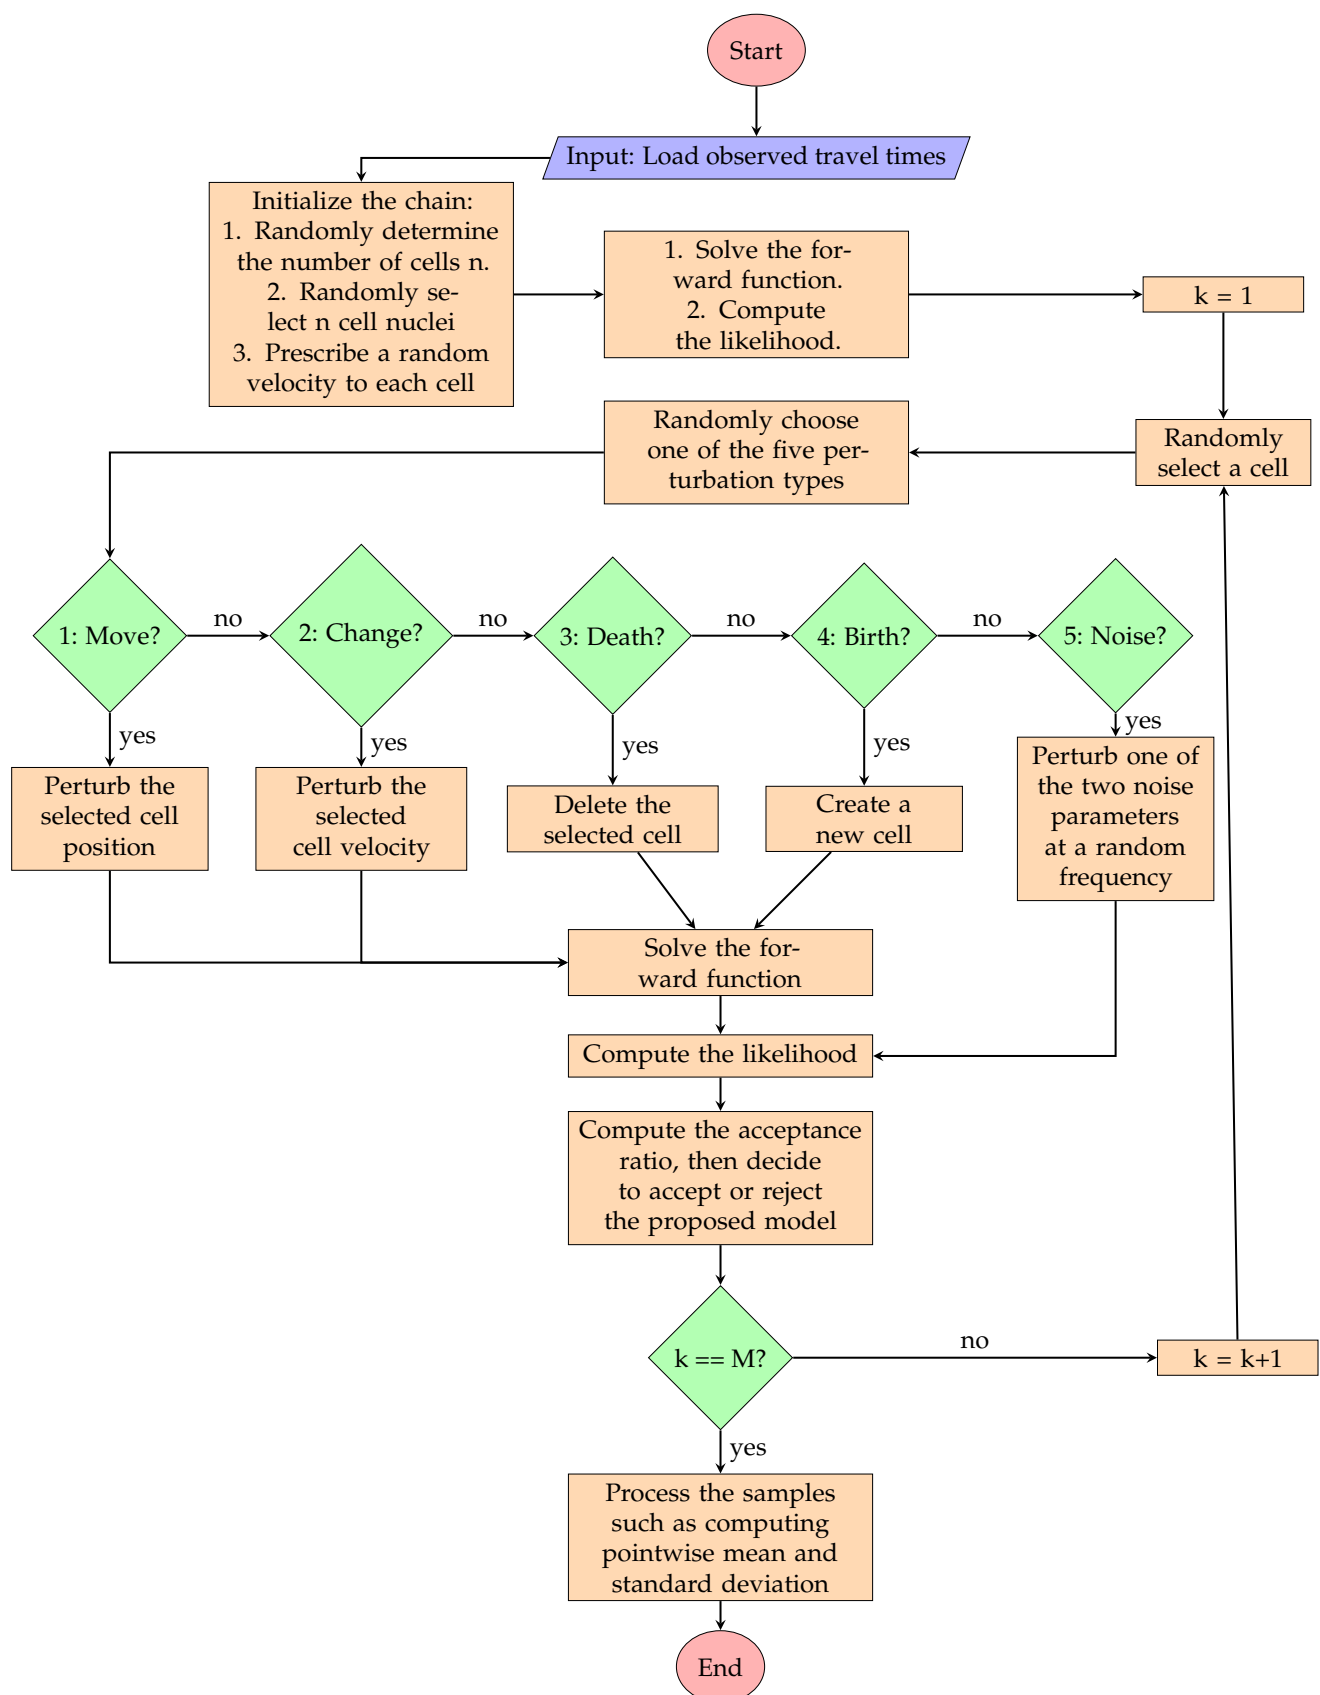 Start
Input: Load observed travel times
Initialize the chain:
1. Randomly determine
the number of cells n.
2. Randomly se-
lect n cell nuclei
3. Prescribe a random
velocity to each cell
1. Solve the for-
ward function.
2. Compute
the likelihood.
k = 1
Randomly
select a cell
Randomly choose
one of the five per-
turbation types
1: Move?
no
2: Change?
no
3: Death?
no
4: Birth?
no
5: Noise?
yes
yes
yes
yes
yes
Perturb the
selected cell
position
Perturb the
selected
cell velocity
Delete the
selected cell
Create a
new cell
Perturb one of
the two noise
parameters
at a random
frequency
Solve the for-
ward function
Compute the likelihood
Compute the acceptance
ratio, then decide
to accept or reject
the proposed model
k == M?
no
k = k+1
yes
Process the samples
such as computing
pointwise mean and
standard deviation
End